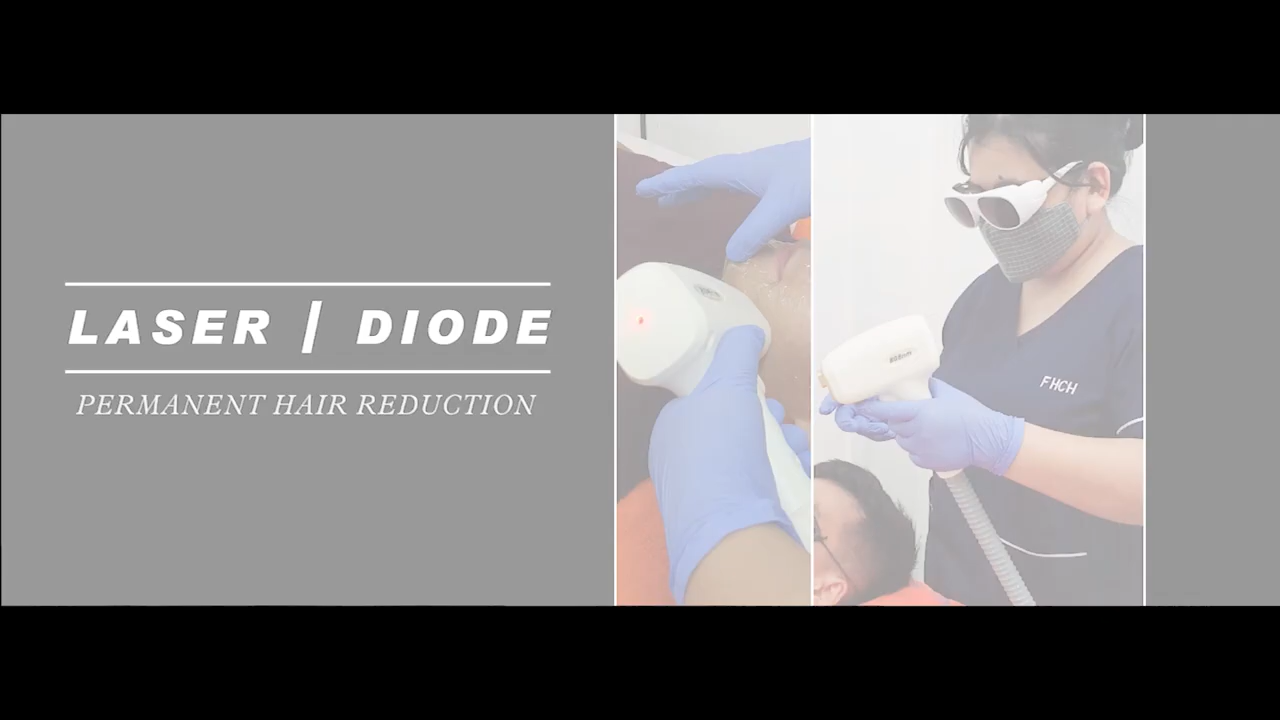 LASER | DIODE
PERMANENT HAIR REDUCTION
FHCH